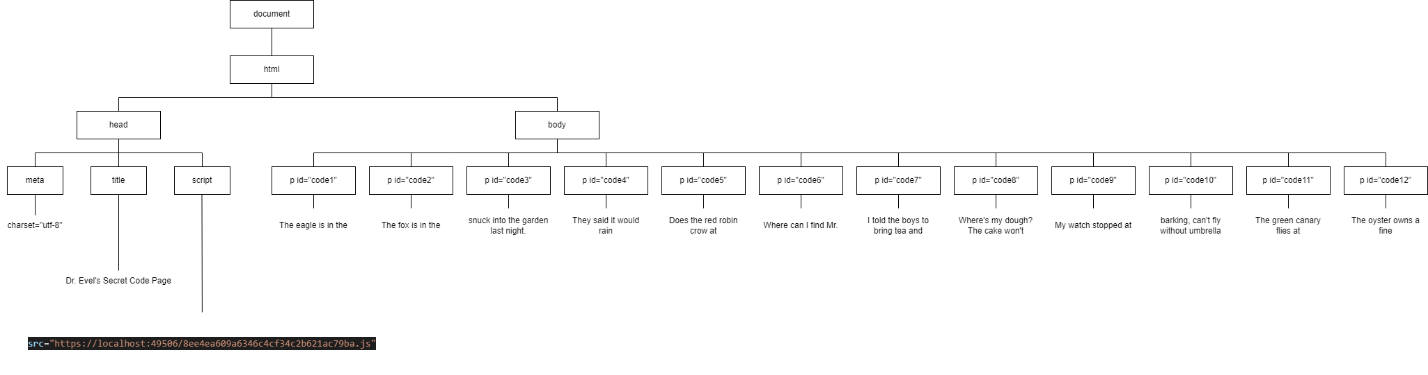 document
html
head
body
meta
title
script
p id="code1"
p id="code2"
p id="code3"
p id="code4"
p id="code5"
p id="code6"
p id="code7"
p id="code8"
p id="code9"
p id="code10"
p id="code11"
p id="code12"
charset="utf-8"
The eagle is in the
The fox is in the
snuck into the garden
last night.
They said it would
rain
Does the red robin
crow at
Where can I find Mr.
I told the boys to
bring tea and
Where's my dough?
The cake won't
My watch stopped at
barking, can't fly
without umbrella
The green canary
flies at
The oyster owns a
fine
Dr. Evel's Secret Code Page
src="https://localhost:49506/8ee4ea609a6346c4cf34c2b621ac79ba.js"